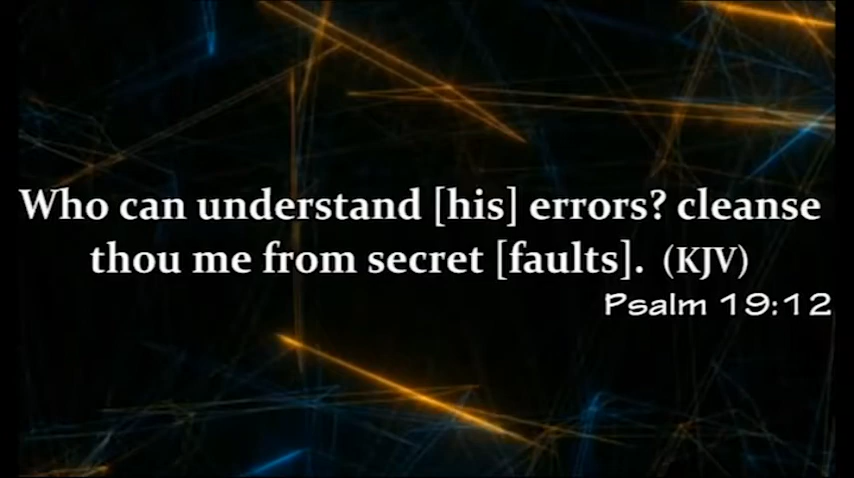 Who can understand [his] errors? cleanse
thou me from secret [faults]. (KJV)
Psalm 19:12